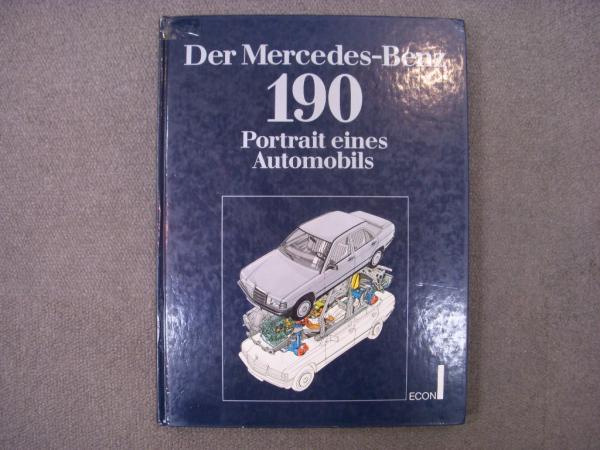 Der Mercedes-Benz
190
Portrait eines
Automobils
ECON